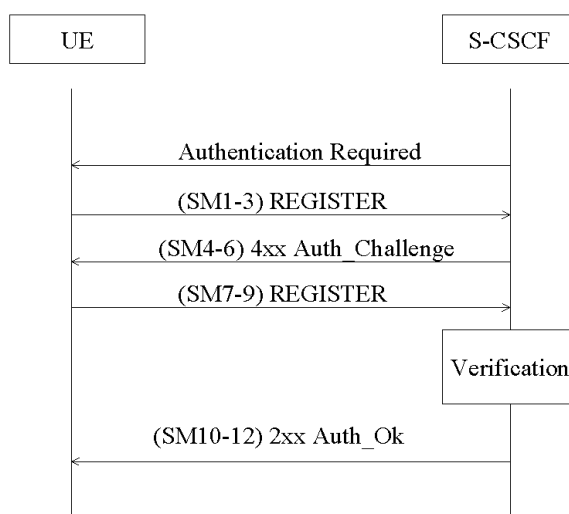 UE
S-CSCF
Authentication Required
(SM1-3) REGISTER
(SM4-6) 4xx Auth_Challenge
(SM7-9) REGISTER
Verification
(SM10-12) 2xx Auth_Ok